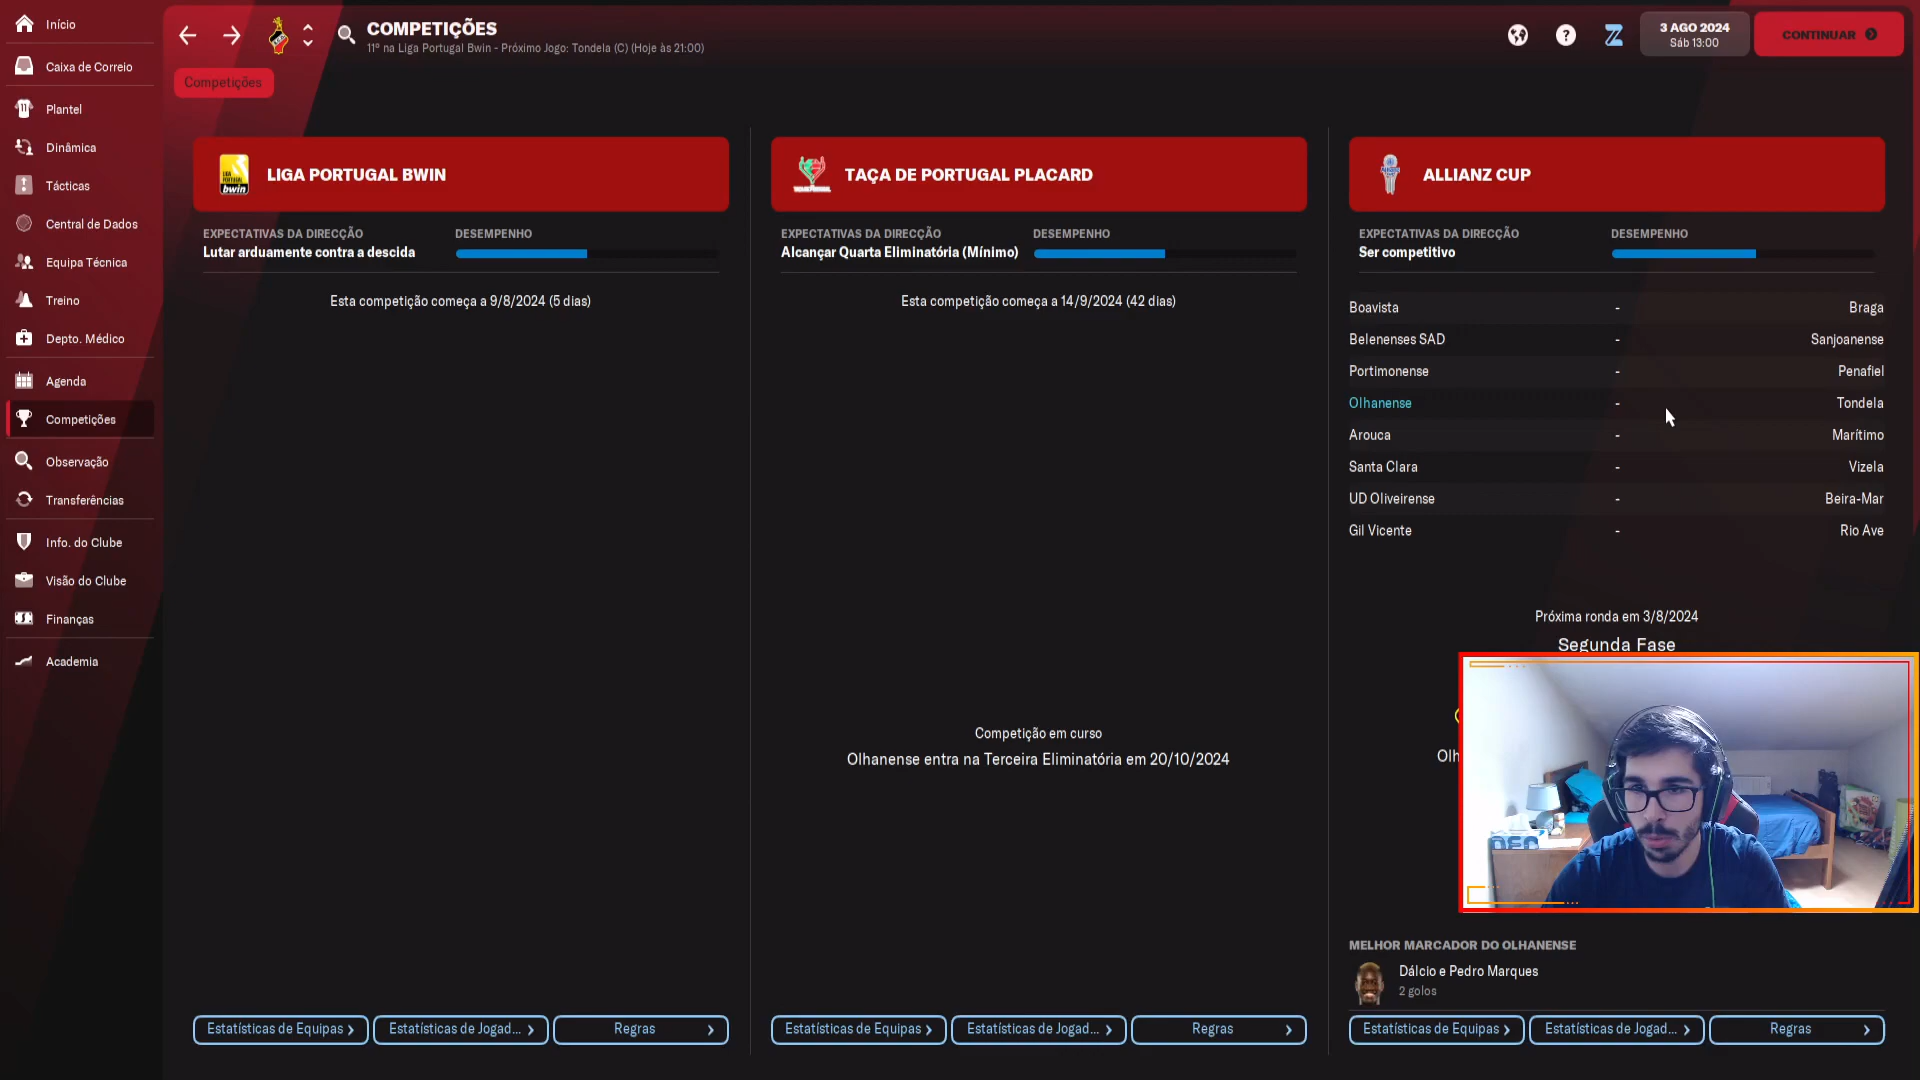 Início
Caixa de Correio
Plantel
Dinâmica
Tácticas
Central de Dados
Equipa Técnica
Treino
Depto. Médico
Agenda
Competições
Observação
Transferências
Info. do Clube
Visão do Clube
Finanças
Academia
COMPETIÇÕES
11º na Liga Portugal Bwin - Próximo Jogo: Tondela (C) (Hoje às 21:00)
3 AGO 2024
Sáb 13:00
CONTINUAR
Competições
LIGA PORTUGAL BWIN
EXPECTATIVAS DA DIRECÇÃO
Lutar arduamente contra a descida
DESEMPENHO
Esta competição começa a 9/8/2024 (5 dias)
Estatísticas de Equipas
Estatísticas de Jogad...
Regras
TAÇA DE PORTUGAL PLACARD
EXPECTATIVAS DA DIRECÇÃO
Alcançar Quarta Eliminatória (Mínimo)
DESEMPENHO
Esta competição começa a 14/9/2024 (42 dias)
Competição em curso
Olhanense entra na Terceira Eliminatória em 20/10/2024
Estatísticas de Equipas
Estatísticas de Jogad...
Regras
ALLIANZ CUP
EXPECTATIVAS DA DIRECÇÃO
Ser competitivo
DESEMPENHO
Boavista - Braga
Belenenses SAD - Sanjoanense
Portimonense - Penafiel
Olhanense - Tondela
Arouca - Marítimo
Santa Clara - Vizela
UD Oliveirense - Beira-Mar
Gil Vicente - Rio Ave
Próxima ronda em 3/8/2024
Segunda Fase
Olh
MELHOR MARCADOR DO OLHANENSE
Dálcio e Pedro Marques
2 golos
Estatísticas de Equipas
Estatísticas de Jogad...
Regras